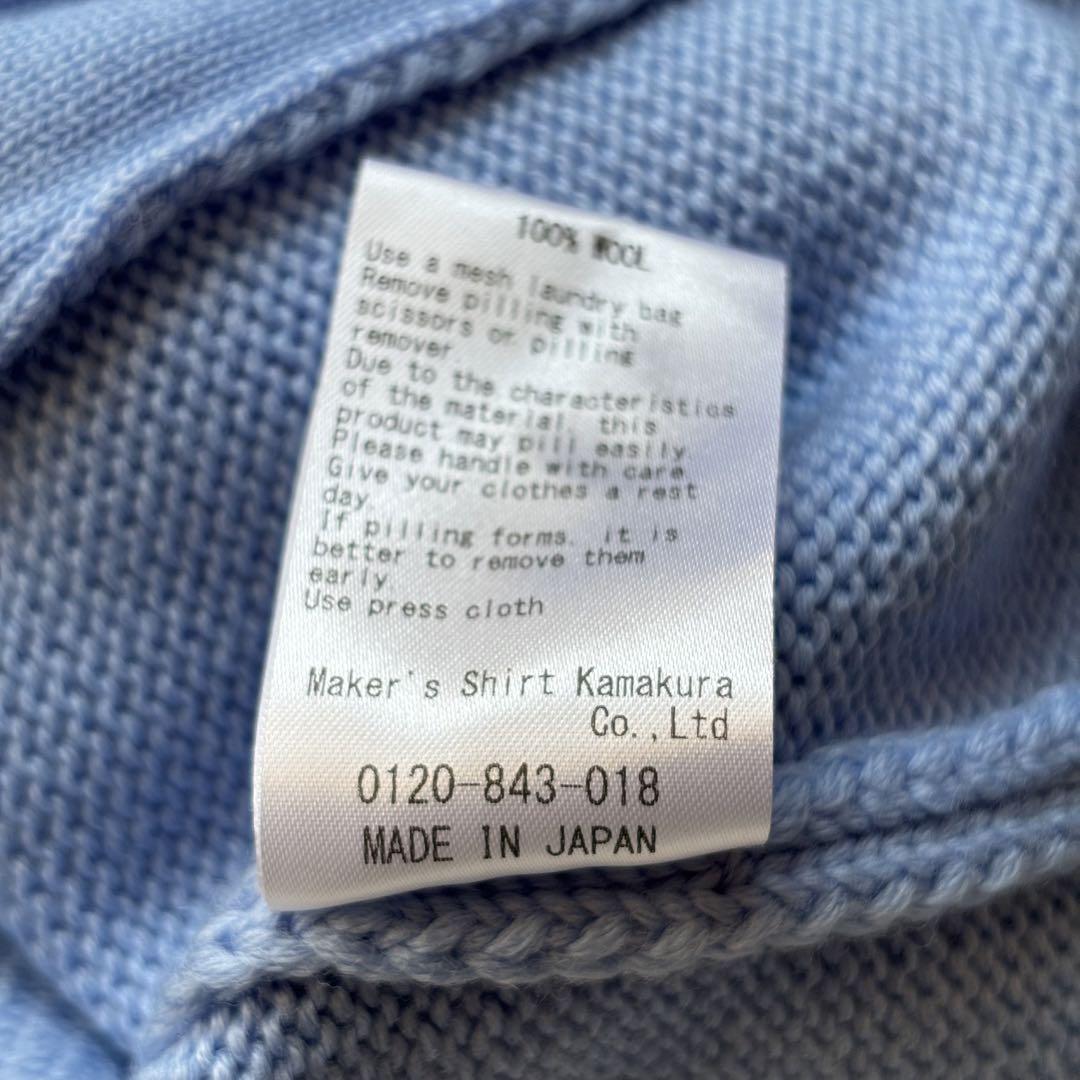 100% WOOL
Use a mesh laundry bag
Remove pilling with
scissors or pilling
remover.
Due to the characteristics
of the material, this
product may pill easily.
Please handle with care
Give your clothes a rest
day.
If pilling forms, it is
better to remove them
early.
Use press cloth
Maker's Shirt Kamakura
Co.,Ltd
0120-843-018
MADE IN JAPAN